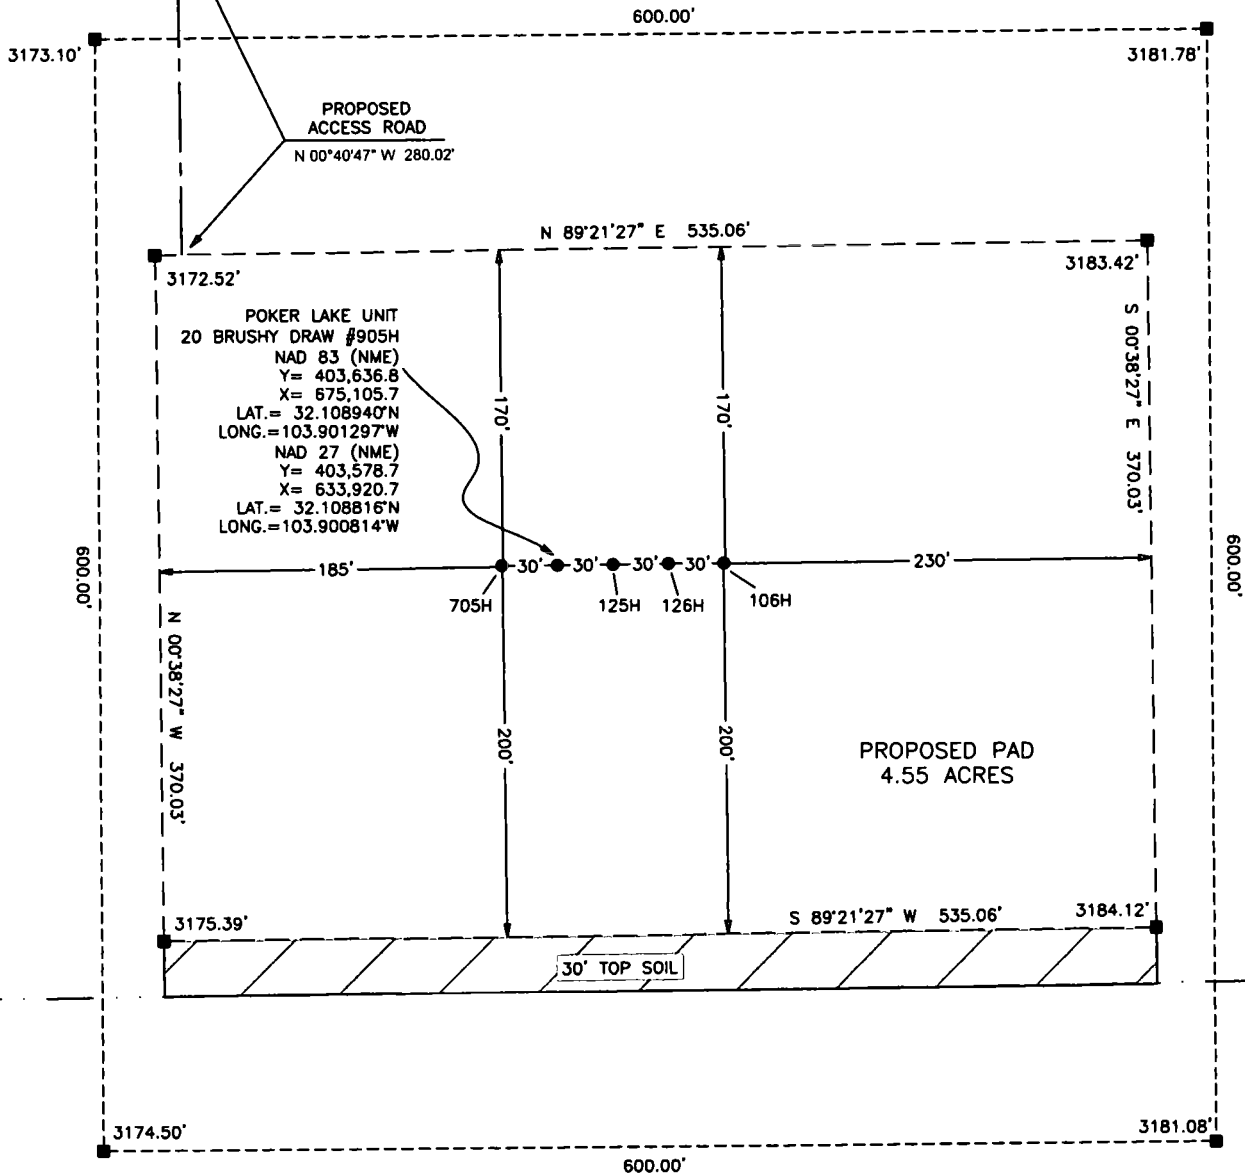 600.00'
3173.10'
3181.78'
PROPOSED
ACCESS ROAD
N 00°40'47" W 280.02'
N 89°21'27" E 535.06'
3172.52'
3183.42'
POKER LAKE UNIT
20 BRUSHY DRAW #905H
NAD 83 (NME)
Y= 403,636.8
X= 675,105.7
LAT.= 32.108940°N
LONG.=103.901297°W
NAD 27 (NME)
Y= 403,578.7
X= 633,920.7
LAT.= 32.108816°N
LONG.=103.900814°W
170'
170'
S 00°38'27" E 370.03'
600.00'
600.00'
185'
30'
30'
30'
30'
230'
705H
125H
126H
106H
N 00°38'27" W 370.03'
200'
200'
PROPOSED PAD
4.55 ACRES
3175.39'
S 89°21'27" W 535.06'
3184.12'
30' TOP SOIL
3174.50'
3181.08'
600.00'